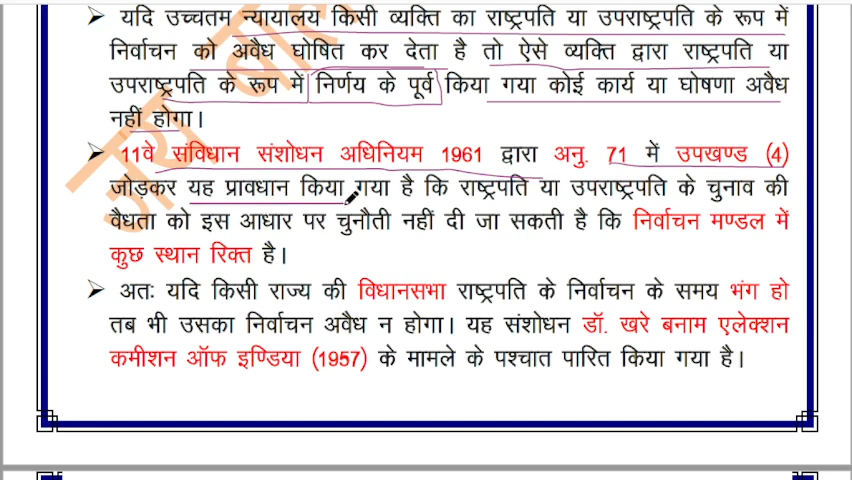 ➢ यदि उच्चतम न्यायालय किसी व्यक्ति का राष्ट्रपति या उपराष्ट्रपति के रूप में
निर्वाचन को अवैध घोषित कर देता है तो ऐसे व्यक्ति द्वारा राष्ट्रपति या
उपराष्ट्रपति के रूप में निर्णय के पूर्व किया गया कोई कार्य या घोषणा अवैध
नहीं होगा।
➢ 11वे संविधान संशोधन अधिनियम 1961 द्वारा अनु. 71 में उपखण्ड (4)
जोड़कर यह प्रावधान किया गया है कि राष्ट्रपति या उपराष्ट्रपति के चुनाव की
वैधता को इस आधार पर चुनौती नहीं दी जा सकती है कि निर्वाचन मण्डल में
कुछ स्थान रिक्त है।
➢ अतः यदि किसी राज्य की विधानसभा राष्ट्रपति के निर्वाचन के समय भंग हो
तब भी उसका निर्वाचन अवैध न होगा। यह संशोधन डॉ. खरे बनाम एलेक्शन
कमीशन ऑफ इण्डिया (1957) के मामले के पश्चात पारित किया गया है।